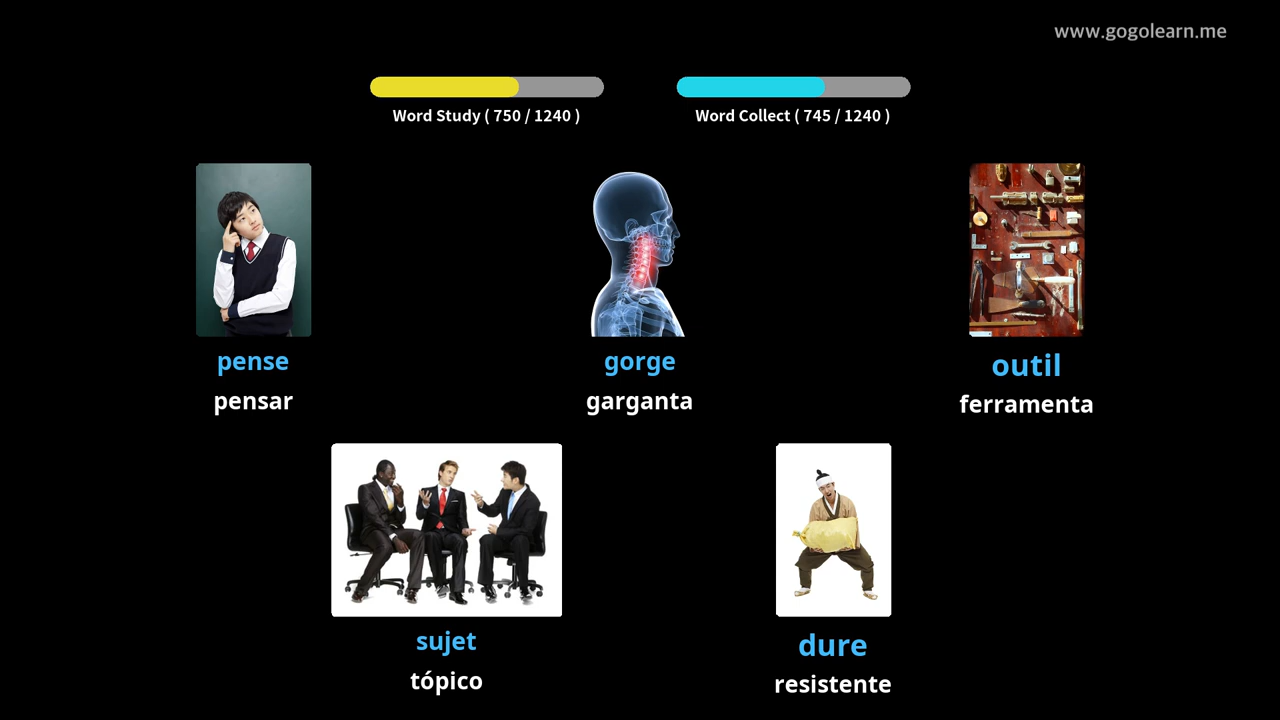 www.gogolearn.me
Word Study ( 750 / 1240 )
Word Collect ( 745 / 1240 )
pense
gorge
outil
pensar
garganta
ferramenta
sujet
dure
tópico
resistente